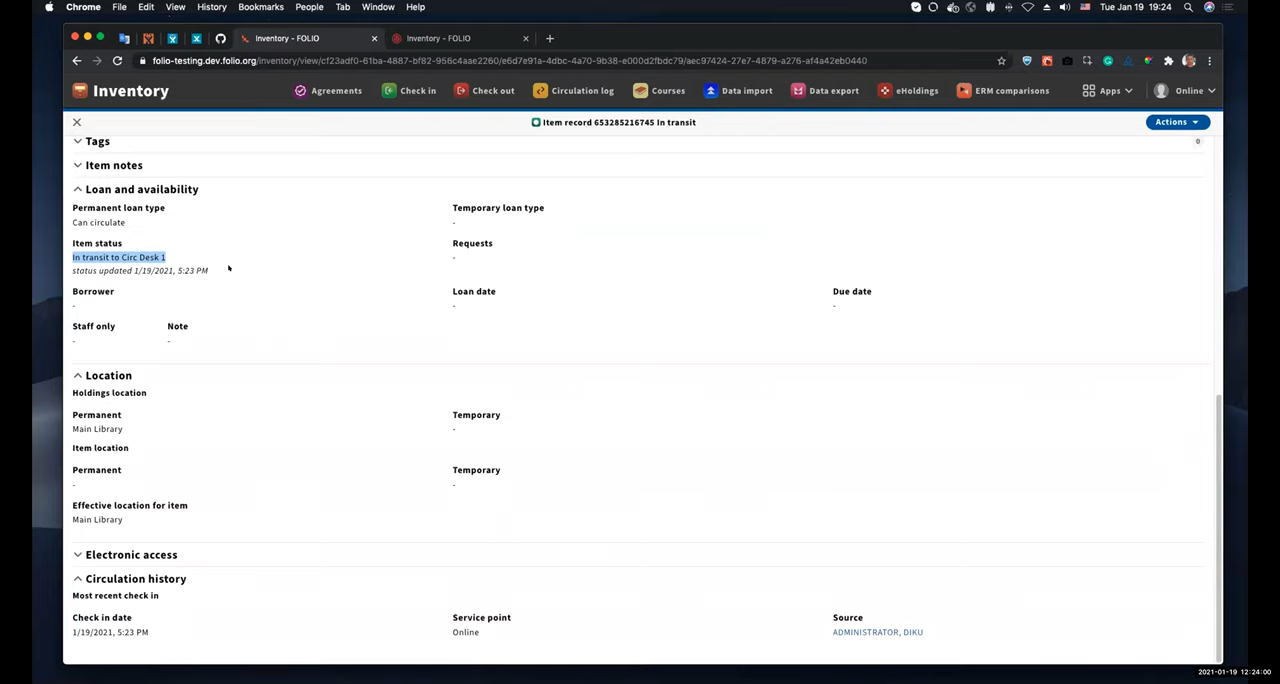 Chrome File Edit View History Bookmarks People Tab Window Help Tue Jan 19 19:24
Inventory - FOLIO Inventory - FOLIO
folio-testing.dev.folio.org/inventory/view/cf23adf0-61ba-4887-bf82-956c4aae2260/e6d7e91a-4dbc-4a70-9b38-e000d2fbdc79/aec97424-27e7-4879-a276-af4a42eb0440
Inventory Agreements Check in Check out Circulation log Courses Data import Data export eHoldings ERM comparisons Apps Online
Item record 653285216745 In transit Actions
Tags 0
Item notes
Loan and availability
Permanent loan type Temporary loan type
Can circulate -
Item status Requests
In transit to Circ Desk 1 -
status updated 1/19/2021, 5:23 PM
Borrower Loan date Due date
- - -
Staff only Note
- -
Location
Holdings location
Permanent Temporary
Main Library -
Item location
Permanent Temporary
- -
Effective location for item
Main Library
Electronic access
Circulation history
Most recent check in
Check in date Service point Source
1/19/2021, 5:23 PM Online ADMINISTRATOR, DIKU
2021-01-19 12:24:00